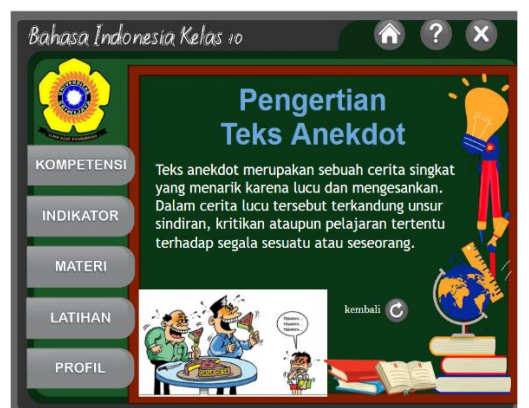 Bahasa Indonesia Kelas 10
?
X
Pengertian
Teks Anekdot
KOMPETENSI
INDIKATOR
MATERI
LATIHAN
PROFIL
Teks anekdot merupakan sebuah cerita singkat
yang menarik karena lucu dan mengesankan.
Dalam cerita lucu tersebut terkandung unsur
sindiran, kritikan ataupun pelajaran tertentu
terhadap segala sesuatu atau seseorang.
kembali